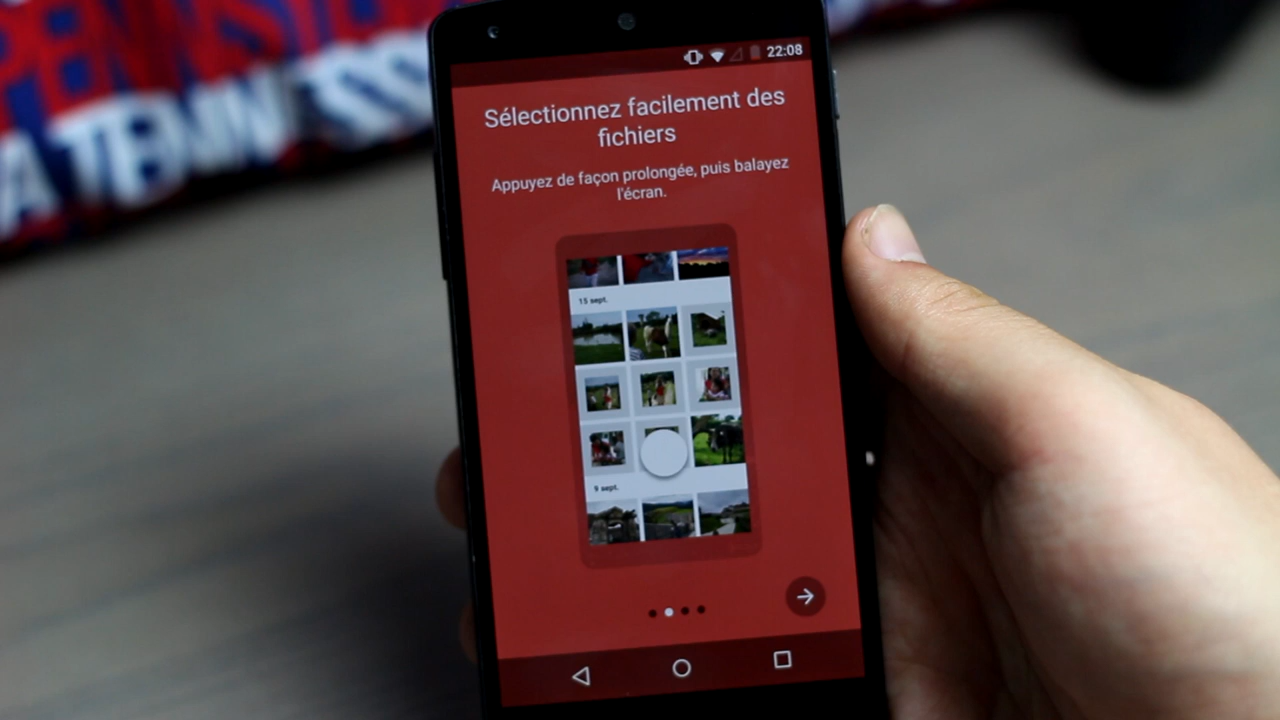 22:08
Sélectionnez facilement des
fichiers
Appuyez de façon prolongée, puis balayez
l'écran.
15 sept.
9 sept.